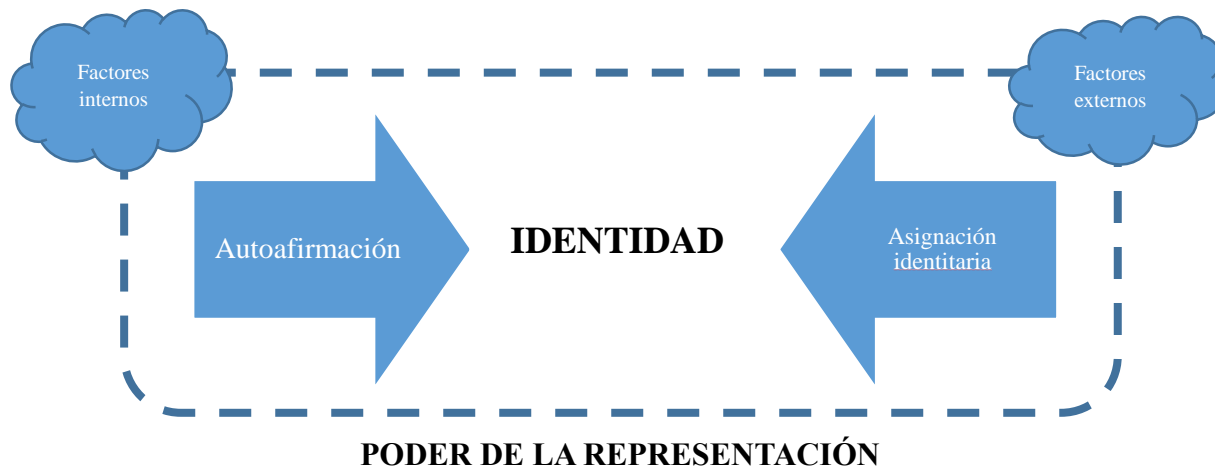 Factores
internos
Factores
externos
Autoafirmación
IDENTIDAD
Asignación
identitaria
PODER DE LA REPRESENTACIÓN